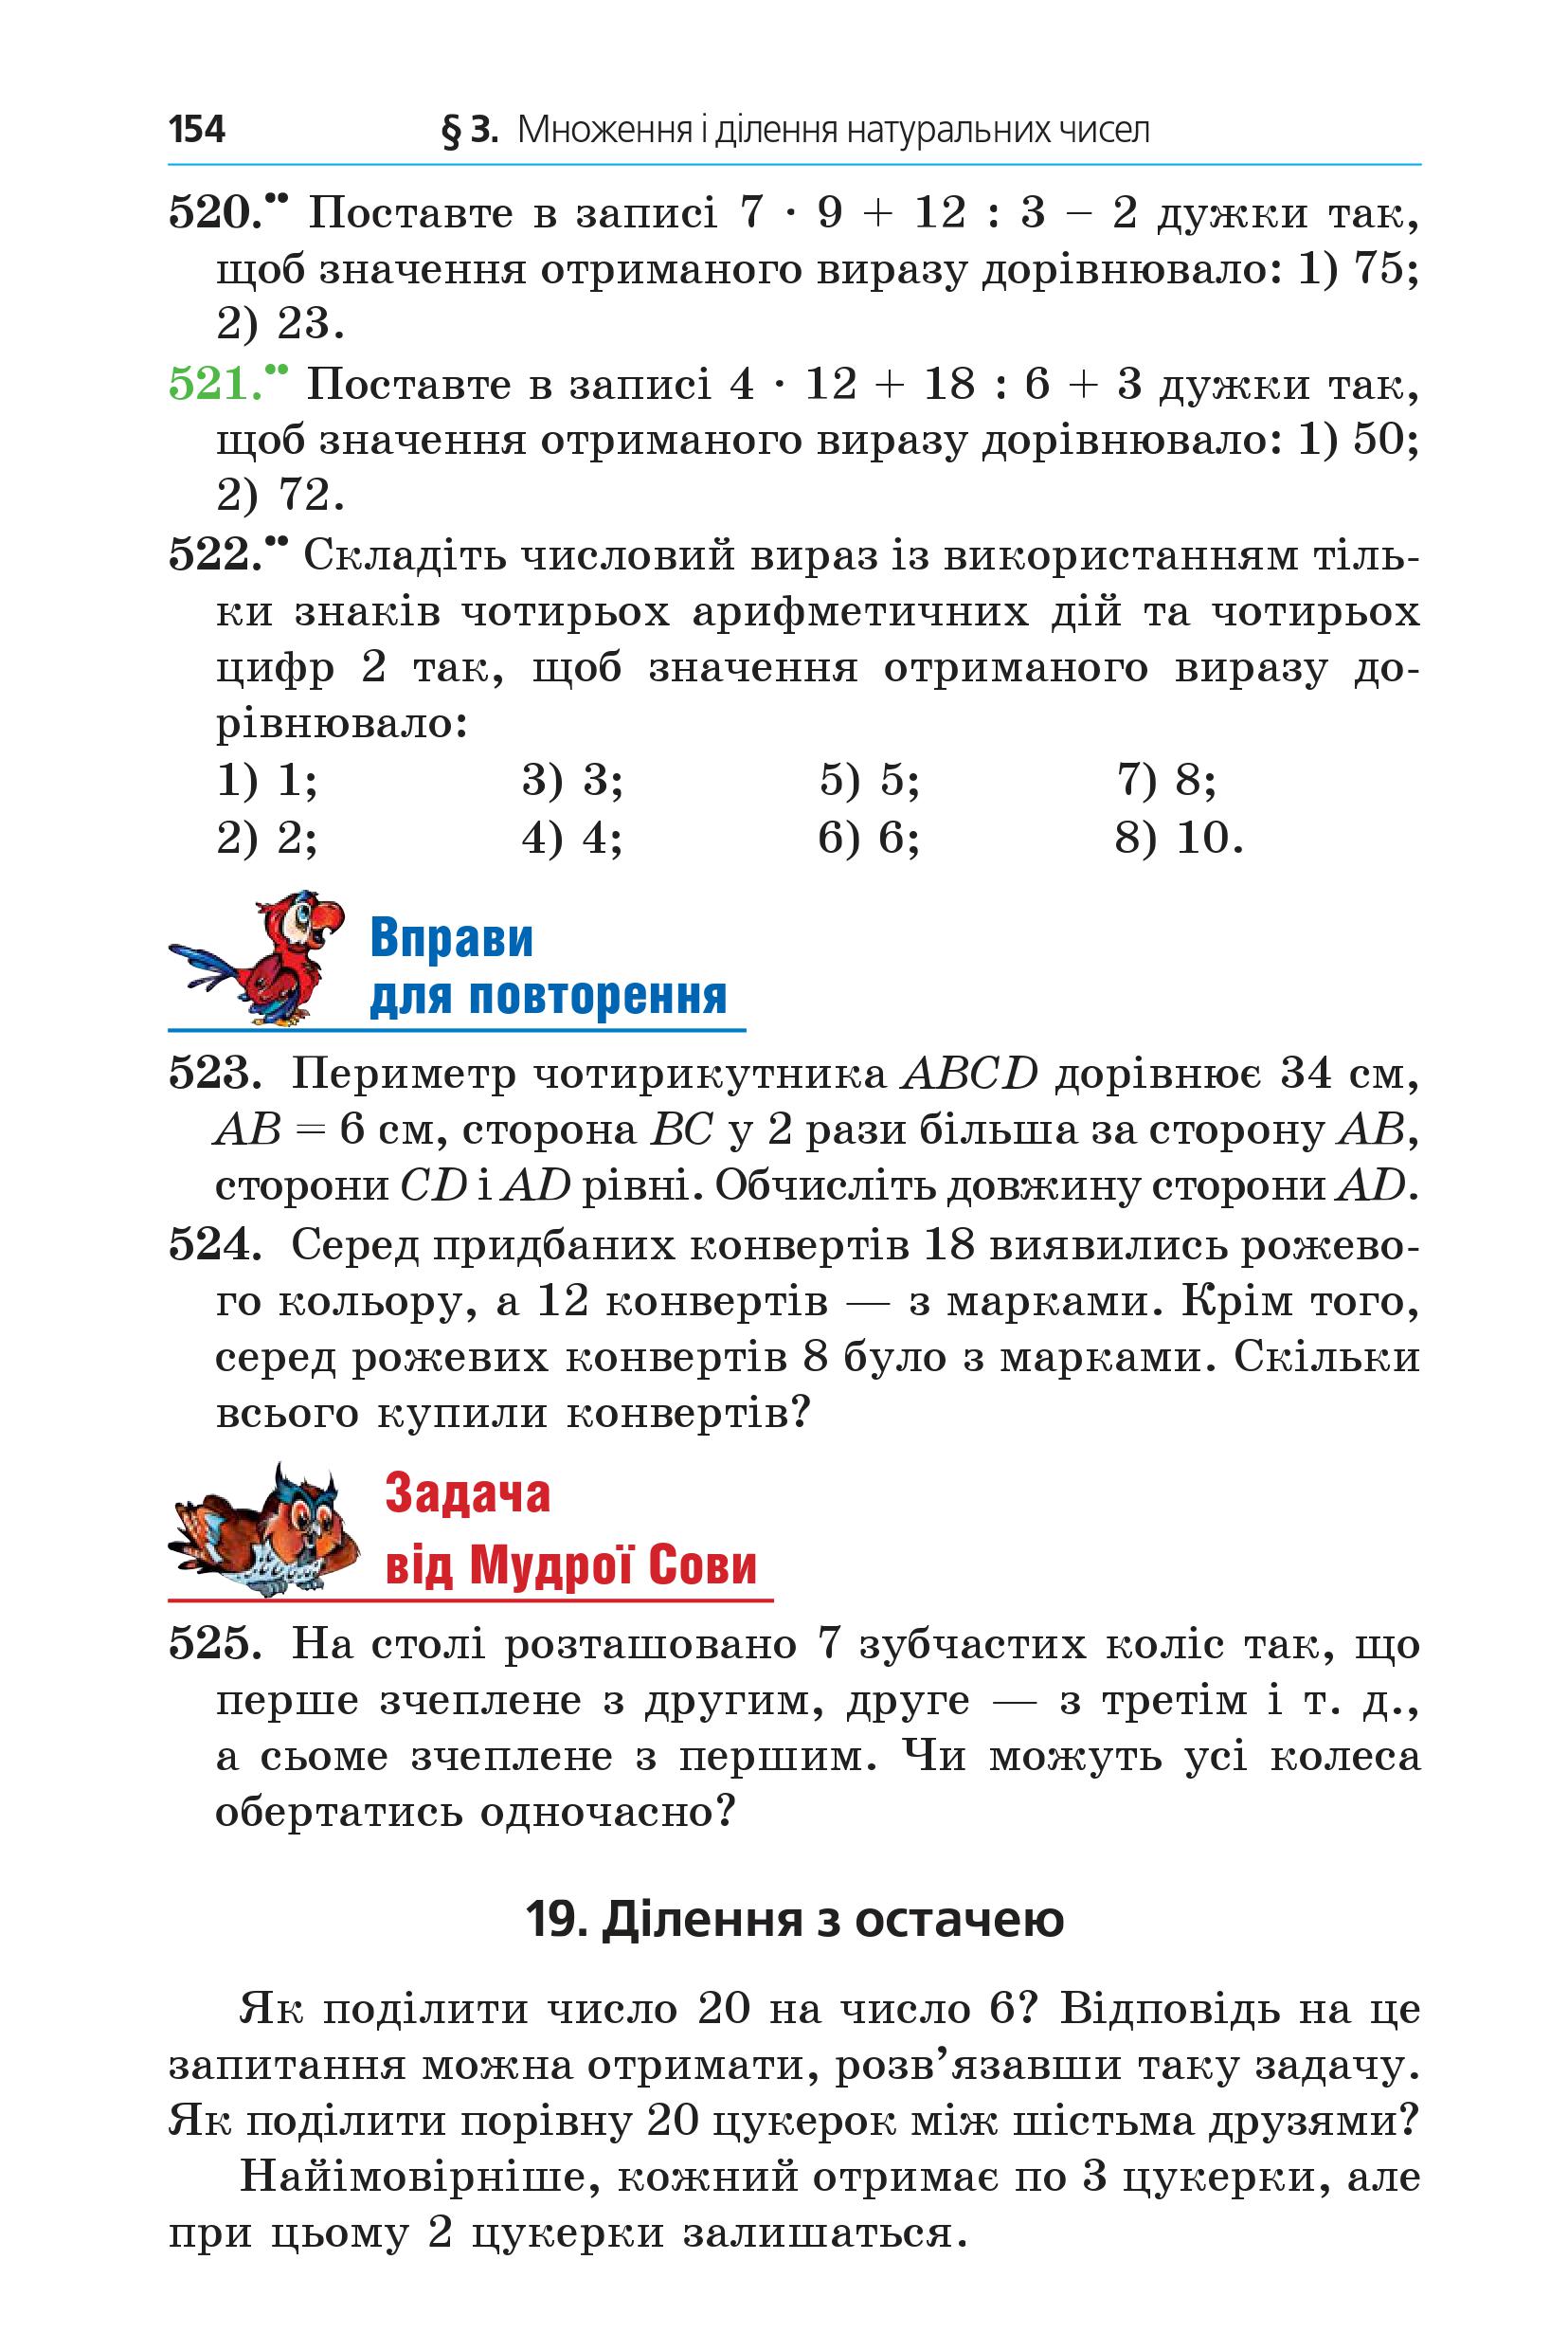 154 § 3. Множення і ділення натуральних чисел
520.•• Поставте в записі 7 · 9 + 12 : 3 – 2 дужки так,
щоб значення отриманого виразу дорівнювало: 1) 75;
2) 23.
521.•• Поставте в записі 4 · 12 + 18 : 6 + 3 дужки так,
щоб значення отриманого виразу дорівнювало: 1) 50;
2) 72.
522.•• Складіть числовий вираз із використанням тіль-
ки знаків чотирьох арифметичних дій та чотирьох
цифр 2 так, щоб значення отриманого виразу до-
рівнювало:
1) 1; 3) 3; 5) 5; 7) 8;
2) 2; 4) 4; 6) 6; 8) 10.
Вправи
для повторення
523. Периметр чотирикутника ABCD дорівнює 34 см,
AB = 6 см, сторона BC у 2 рази більша за сторону AB,
сторони CD і AD рівні. Обчисліть довжину сторони AD.
524. Серед придбаних конвертів 18 виявились рожево-
го кольору, а 12 конвертів — з марками. Крім того,
серед рожевих конвертів 8 було з марками. Скільки
всього купили конвертів?
Задача
від Мудрої Сови
525. На столі розташовано 7 зубчастих коліс так, що
перше зчеплене з другим, друге — з третім і т. д.,
а сьоме зчеплене з першим. Чи можуть усі колеса
обертатись одночасно?
19. Ділення з остачею
Як поділити число 20 на число 6? Відповідь на це
запитання можна отримати, розв’язавши таку задачу.
Як поділити порівну 20 цукерок між шістьма друзями?
Найімовірніше, кожний отримає по 3 цукерки, але
при цьому 2 цукерки залишаться.